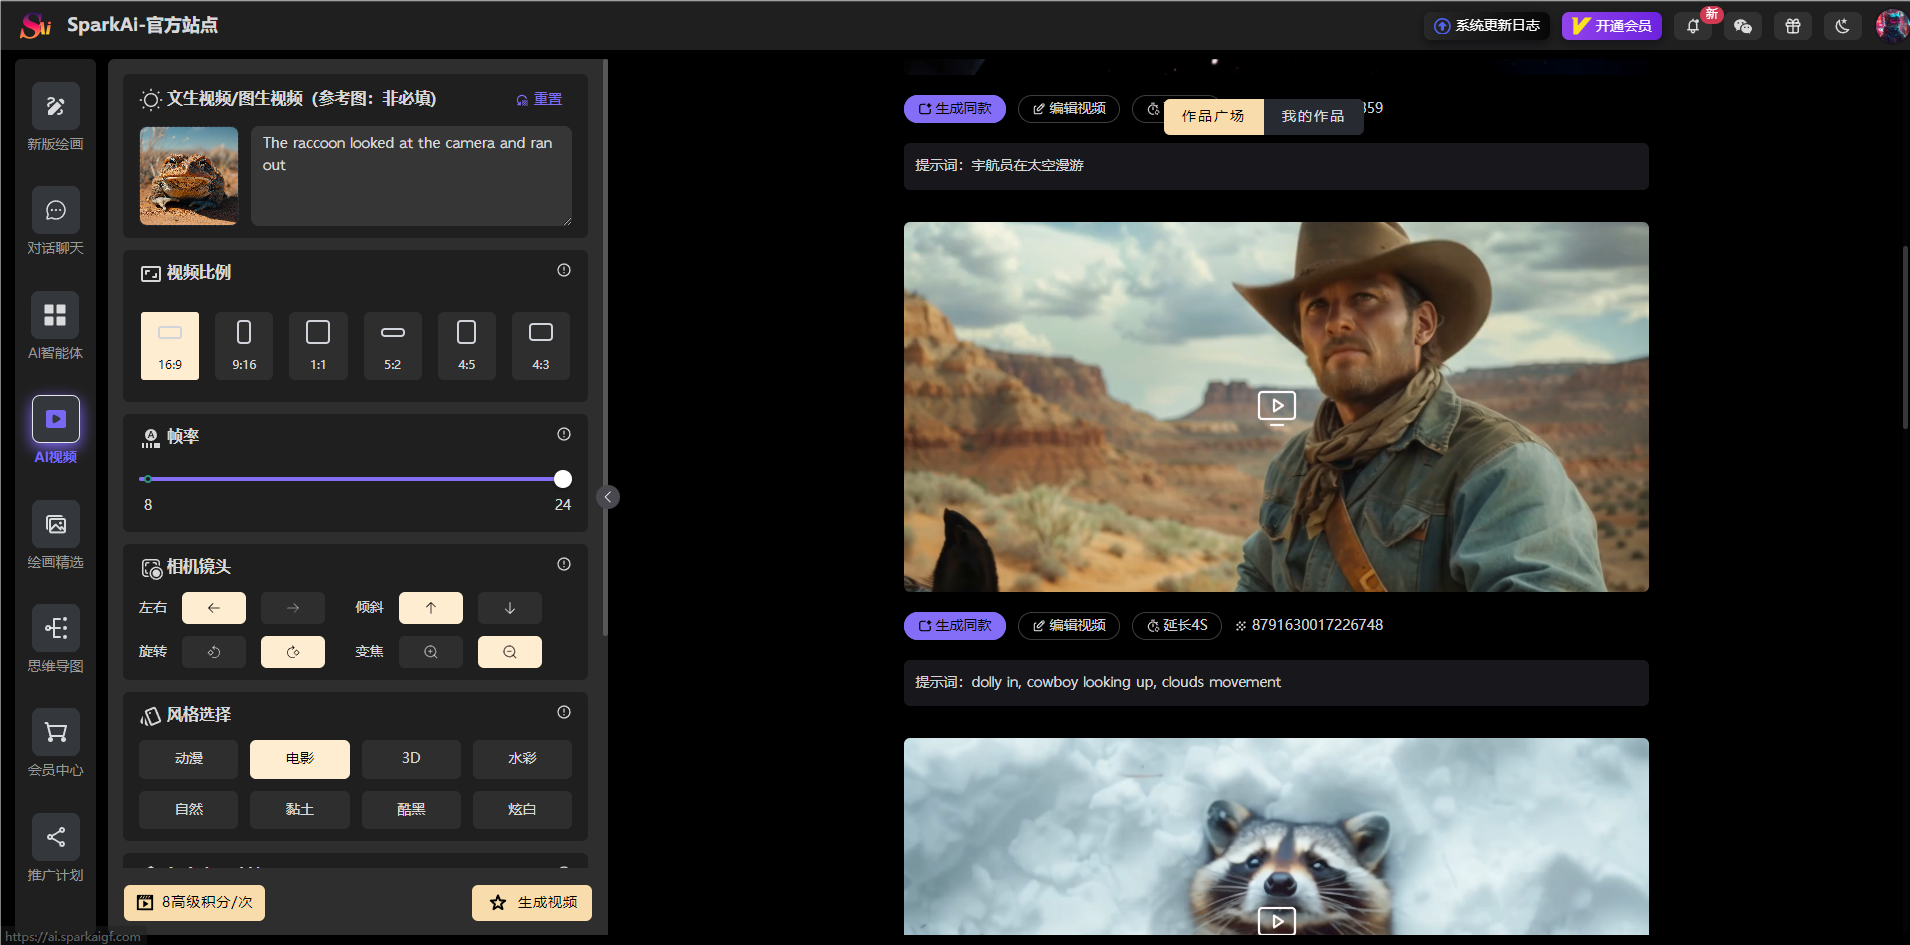 SparkAi-官方站点
系统更新日志
开通会员
新
新版绘画
对话聊天
AI智能体
AI视频
绘画精选
思维导图
会员中心
推广计划
文生视频/图生视频（参考图：非必填)
重置
The raccoon looked at the camera and ran
out
视频比例
16:9
9:16
1:1
5:2
4:5
4:3
帧率
8
24
相机镜头
左右
倾斜
旋转
变焦
风格选择
动漫
电影
3D
水彩
自然
黏土
酷黑
炫白
8高级积分/次
生成视频
https://ai.sparkaigf.com
生成同款
编辑视频
作品广场
我的作品
359
提示词：宇航员在太空漫游
生成同款
编辑视频
延长4S
8791630017226748
提示词：dolly in, cowboy looking up, clouds movement